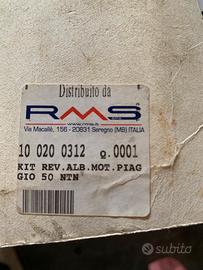 Distribuito da
RMS
www.rms.it
Via Macallè, 156 - 20831 Seregno (MB) ITALIA
10 020 0312 Q.0001
KIT REV.ALB.MOT.PIAG
GIO 50 NTN
subito